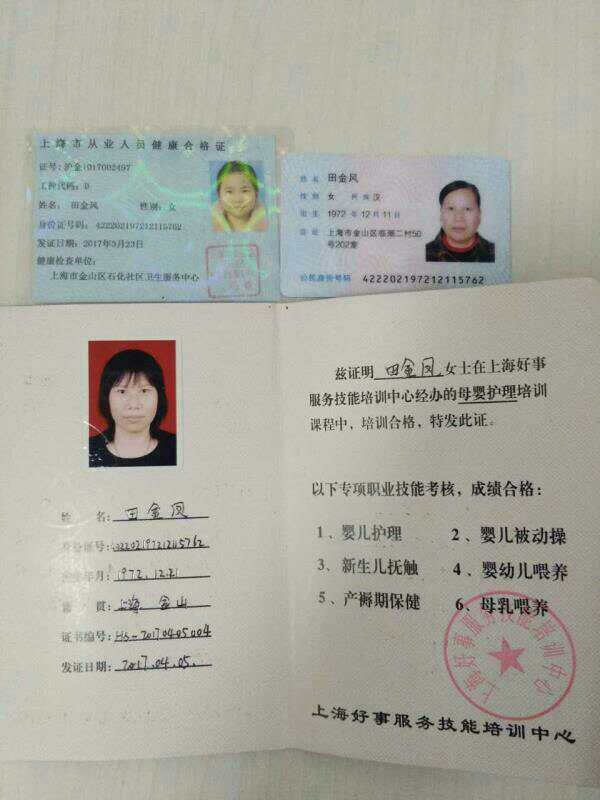 上海市从业人员健康合格证
证号:沪金1017002497
工种代码:D
姓名: 田金凤 性别:女
身份证号码: 422202197212115762
发证日期:2017年3月23日
健康检查单位:
上海市金山区石化社区卫生服务中心
姓名 田金凤
性别 女 民族 汉
出生 1972 年 12 月 11 日
住址 上海市金山区临潮二村50
号202室
公民身份号码 422202197212115762
兹证明 田金凤 女士在上海好事
服务技能培训中心经办的母婴护理培训
课程中,培训合格,特发此证。
以下专项职业技能考核,成绩合格:
1、婴儿护理 2、婴儿被动操
3、新生儿抚触 4、婴幼儿喂养
5、产褥期保健 6、母乳喂养
上海好事服务技能培训中心
上海好事服务技能培训中心
姓 名: 田金凤
身份证号: 422202197212115762
出生年月: 1972.12.
籍 贯: 上海 金山
证书编号: HS-20170405004
发证日期: 2017.04.05.